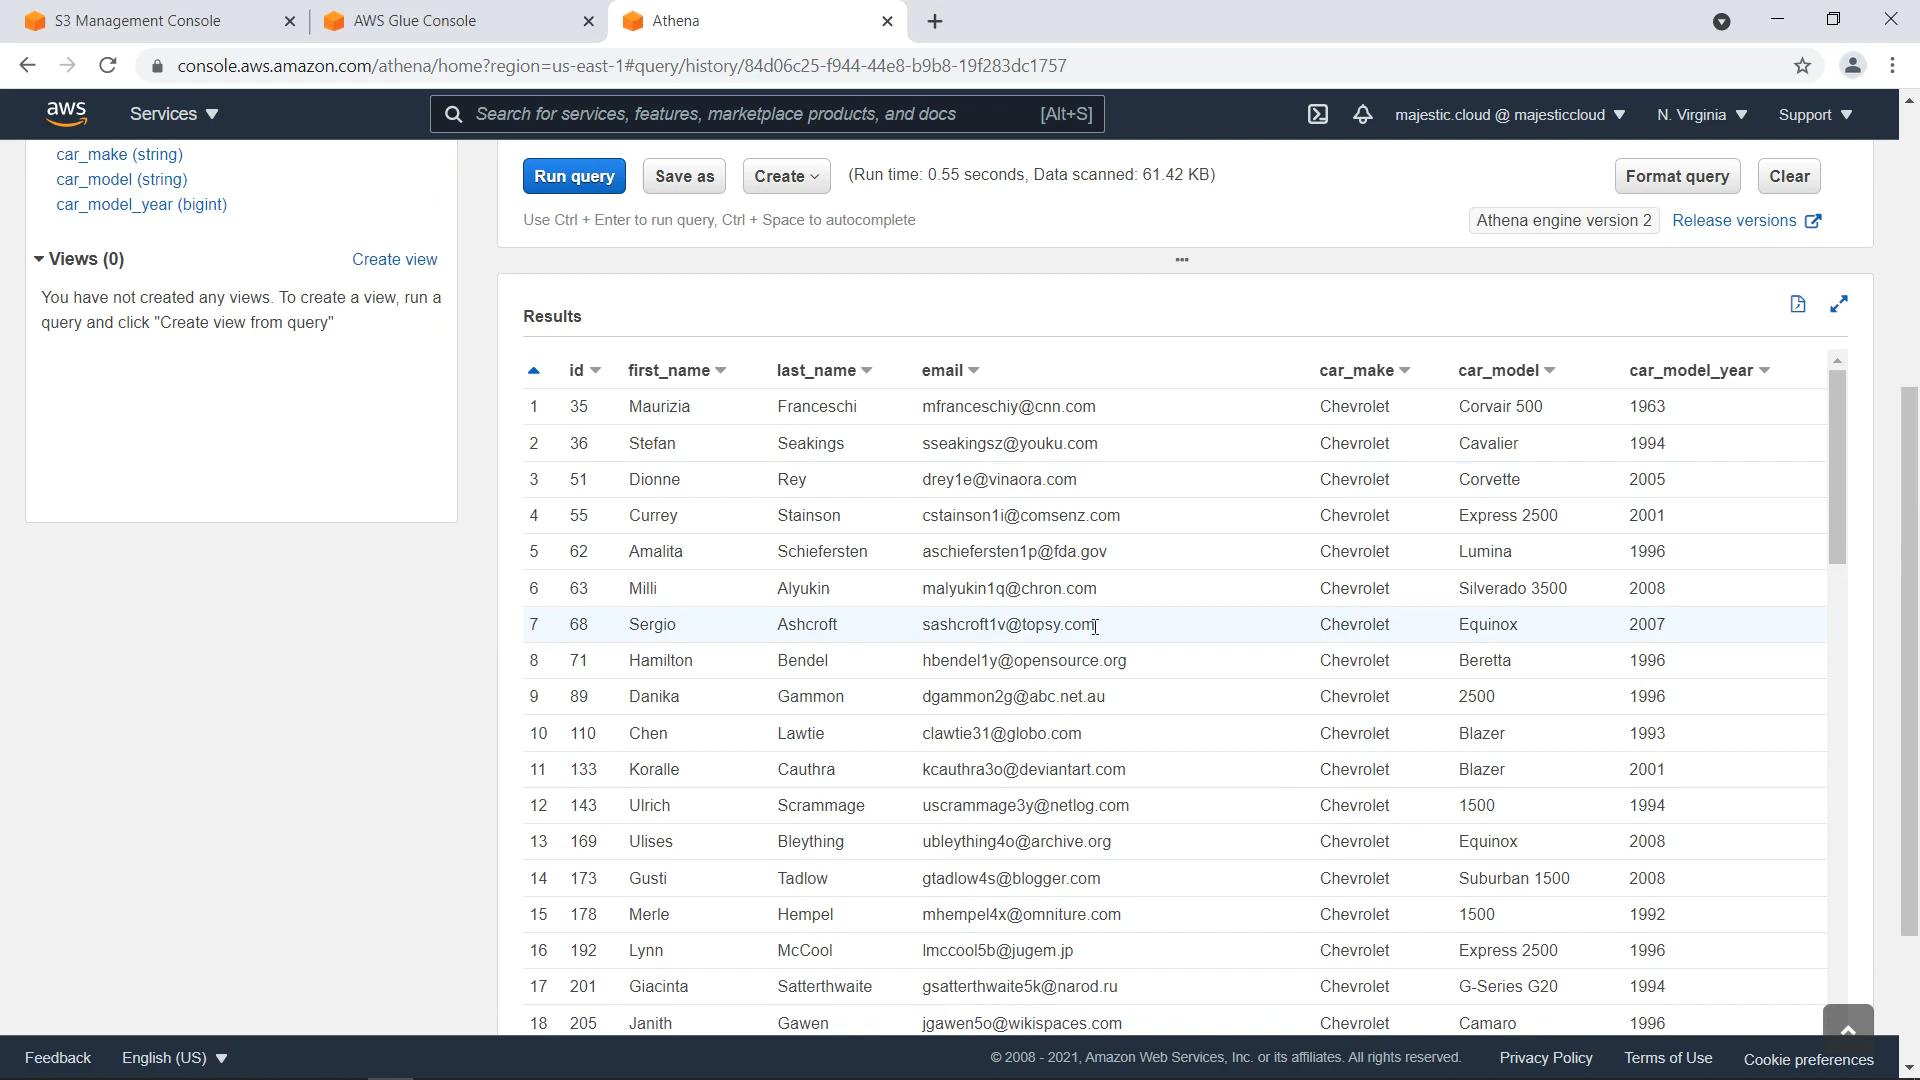 S3 Management Console
AWS Glue Console
Athena
console.aws.amazon.com/athena/home?region=us-east-1#query/history/84d06c25-f944-44e8-b9b8-19f283dc1757
aws Services Search for services, features, marketplace products, and docs [Alt+S] majestic.cloud @ majesticcloud N. Virginia Support
car_make (string)
car_model (string)
car_model_year (bigint)
Views (0) Create view
You have not created any views. To create a view, run a
query and click "Create view from query"
Run query Save as Create (Run time: 0.55 seconds, Data scanned: 61.42 KB) Format query Clear
Use Ctrl + Enter to run query, Ctrl + Space to autocomplete Athena engine version 2 Release versions
Results
id first_name last_name email car_make car_model car_model_year
1 35 Maurizia Franceschi mfranceschiy@cnn.com Chevrolet Corvair 500 1963
2 36 Stefan Seakings sseakingsz@youku.com Chevrolet Cavalier 1994
3 51 Dionne Rey drey1e@vinaora.com Chevrolet Corvette 2005
4 55 Currey Stainson cstainson1i@comsenz.com Chevrolet Express 2500 2001
5 62 Amalita Schiefersten aschiefersten1p@fda.gov Chevrolet Lumina 1996
6 63 Milli Alyukin malyukin1q@chron.com Chevrolet Silverado 3500 2008
7 68 Sergio Ashcroft sashcroft1v@topsy.com Chevrolet Equinox 2007
8 71 Hamilton Bendel hbendel1y@opensource.org Chevrolet Beretta 1996
9 89 Danika Gammon dgammon2g@abc.net.au Chevrolet 2500 1996
10 110 Chen Lawtie clawtie31@globo.com Chevrolet Blazer 1993
11 133 Koralle Cauthra kcauthra3o@deviantart.com Chevrolet Blazer 2001
12 143 Ulrich Scrammage uscrammage3y@netlog.com Chevrolet 1500 1994
13 169 Ulises Bleything ubleything4o@archive.org Chevrolet Equinox 2008
14 173 Gusti Tadlow gtadlow4s@blogger.com Chevrolet Suburban 1500 2008
15 178 Merle Hempel mhempel4x@omniture.com Chevrolet 1500 1992
16 192 Lynn McCool lmccool5b@jugem.jp Chevrolet Express 2500 1996
17 201 Giacinta Satterthwaite gsatterthwaite5k@narod.ru Chevrolet G-Series G20 1994
18 205 Janith Gawen jgawen5o@wikispaces.com Chevrolet Camaro 1996
Feedback English (US) © 2008 - 2021, Amazon Web Services, Inc. or its affiliates. All rights reserved. Privacy Policy Terms of Use Cookie preferences